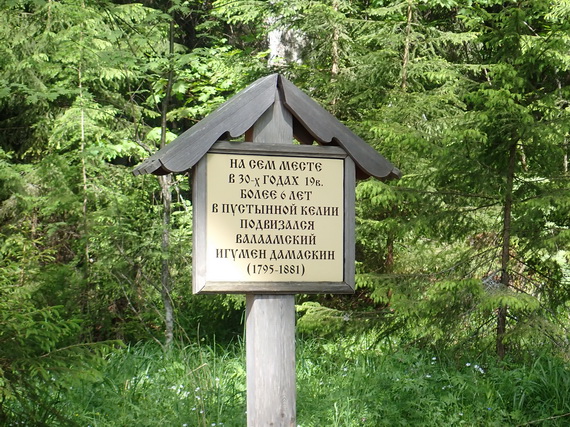 НА СЕМ МЕСТЕ
В 30-Х ГОДАХ 19в.
БОЛЕЕ 6 ЛЕТ
В ПУСТЫННОЙ КЕЛИИ
ПОДВИЗАЛСЯ
ВАЛААМСКИЙ
ИГУМЕН ДАМАСКИН
(1795-1881)